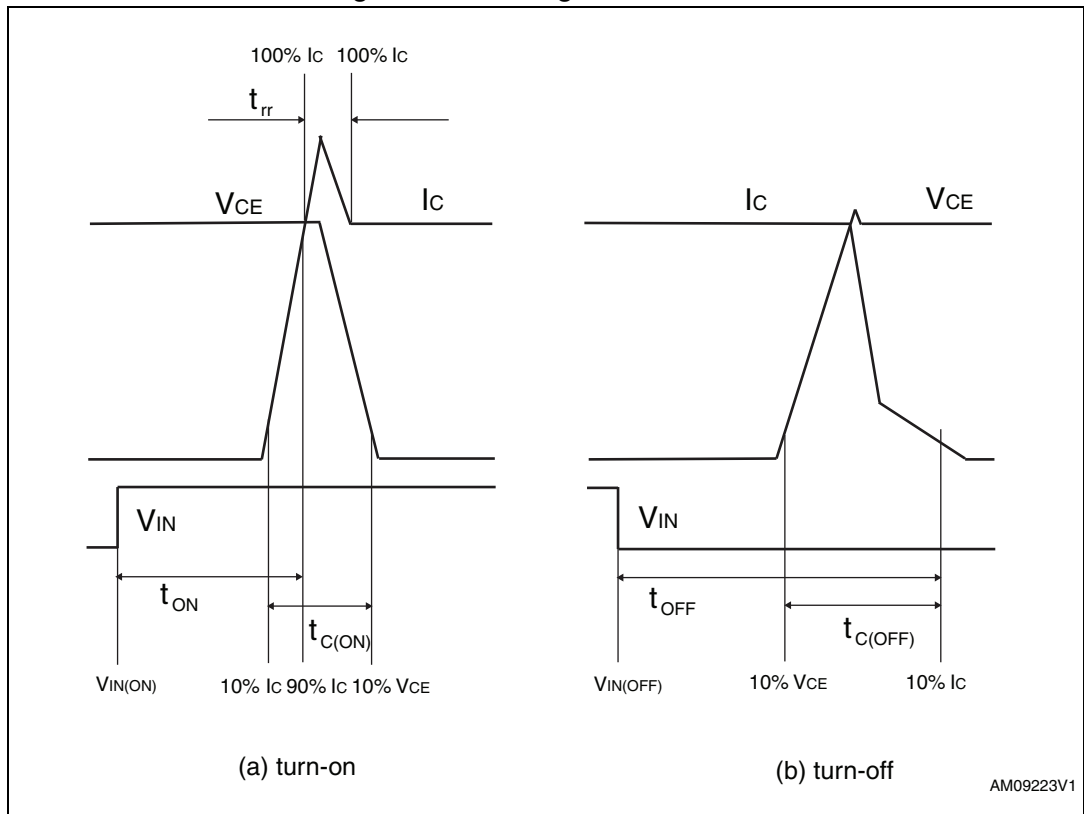 100% IC 100% IC
trr
VCE
IC
IC
VCE
VIN
tON
tC(ON)
VIN(ON)
10% IC 90% IC 10% VCE
(a) turn-on
VIN
tOFF
tC(OFF)
VIN(OFF)
10% VCE
10% IC
(b) turn-off
AM09223V1